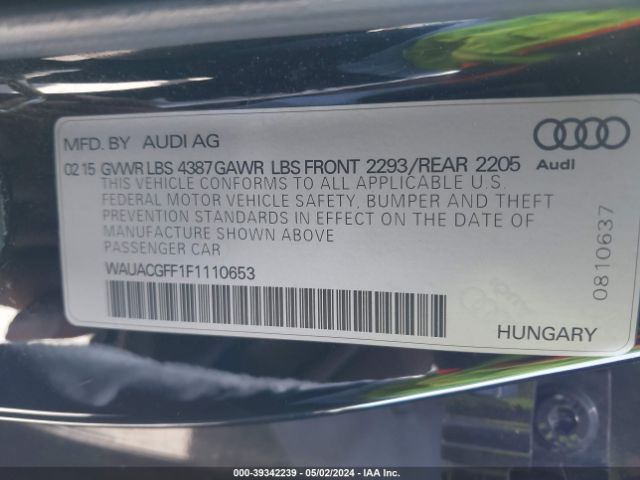 MFD. BY AUDI AG
02 15 GVWR LBS 4387 GAWR LBS FRONT 2293/REAR 2205
Audi
THIS VEHICLE CONFORMS TO ALL APPLICABLE U.S.
FEDERAL MOTOR VEHICLE SAFETY, BUMPER AND THEFT
PREVENTION STANDARDS IN EFFECT ON THE DATE OF
MANUFACTURE SHOWN ABOVE
PASSENGER CAR
WAUACGFF1F1110653
0810637
HUNGARY
000-39342239 - 05/02/2024 - IAA Inc.